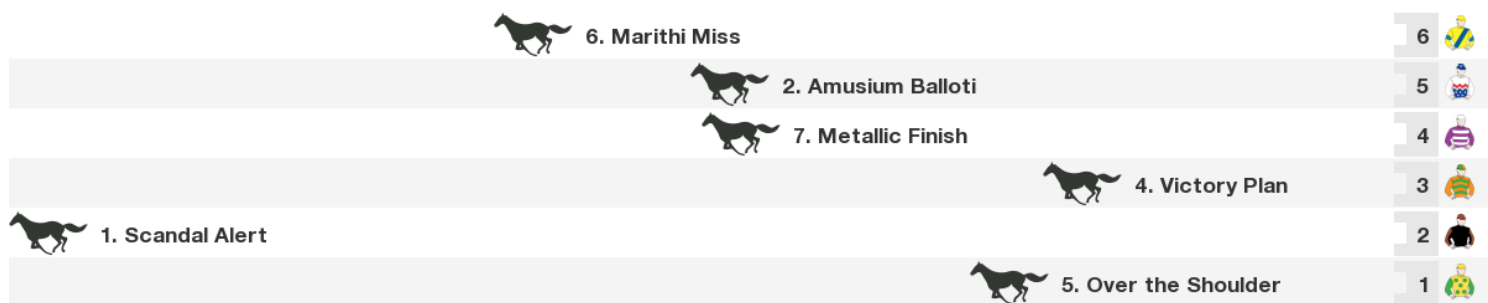 6. Marithi Miss 6
2. Amusium Balloti 5
7. Metallic Finish 4
4. Victory Plan 3
1. Scandal Alert 2
5. Over the Shoulder 1